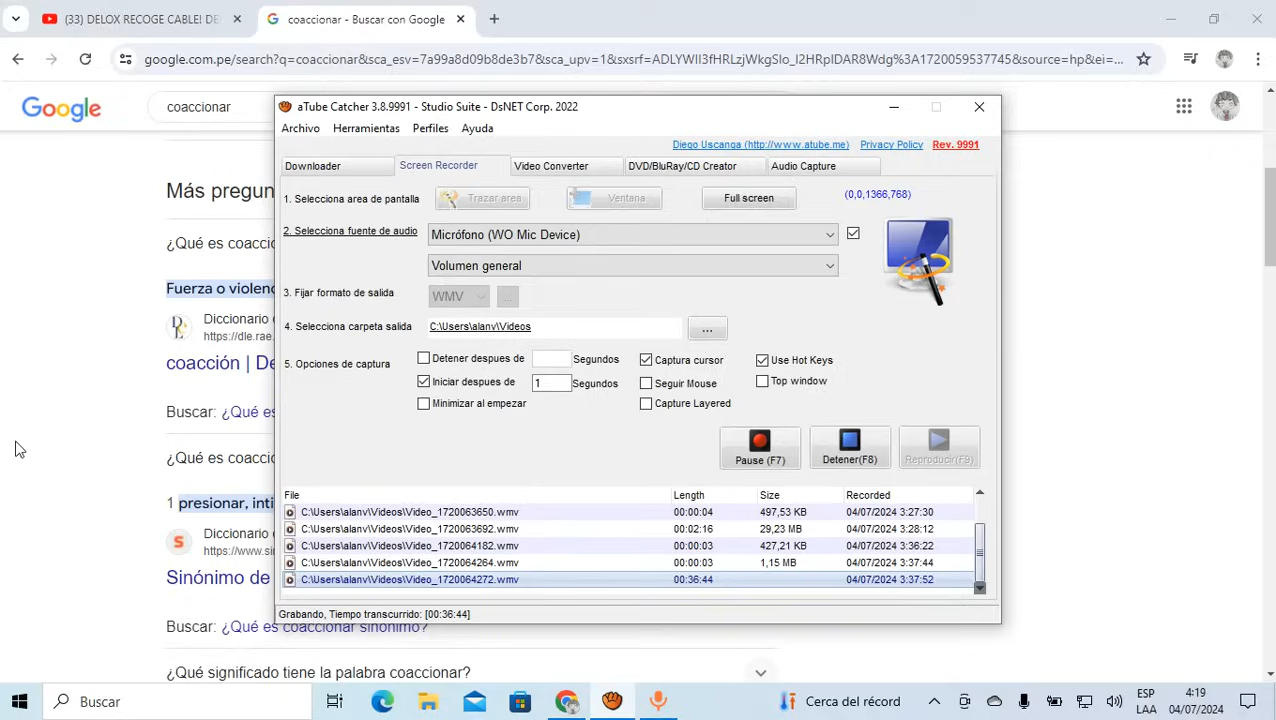 (33) DELOX RECOGE CABLE! DE
coaccionar - Buscar con Google
google.com.pe/search?q=coaccionar&sca_esv=7a99a8d09b8de3b7&sca_upv=1&sxsrf=ADLYWII3fHRLzjWkgSIo_I2HRpIDAR8Wdg%3A1720059537745&source=hp&ei=...
Google
coaccionar
Más pregun
¿Qué es coacci
Fuerza o violenc
Diccionario d
https://dle.rae.
coacción | De
Buscar: ¿Qué es
¿Qué es coacci
1 presionar, inti
Diccionario d
https://www.si
Sinónimo de
Buscar: ¿Qué es coaccionar sinónimo?
¿Qué significado tiene la palabra coaccionar?
aTube Catcher 3.8.9991 - Studio Suite - DsNET Corp. 2022
Archivo Herramientas Perfiles Ayuda
Diego Uscanga (http://www.atube.me) Privacy Policy Rev. 9991
Downloader Screen Recorder Video Converter DVD/BluRay/CD Creator Audio Capture
1. Selecciona area de pantalla Trazar area Ventana Full screen (0,0,1366,768)
2. Selecciona fuente de audio Micrófono (WO Mic Device)
Volumen general
3. Fijar formato de salida WMV ...
4. Selecciona carpeta salida C:\Users\alanv\Videos ...
5. Opciones de captura Detener despues de Segundos Captura cursor Use Hot Keys
Iniciar despues de 1 Segundos Seguir Mouse Top window
Minimizar al empezar Capture Layered
Pause (F7) Detener(F8) Reproducir(F9)
File Length Size Recorded
C:\Users\alanv\Videos\Video_1720063650.wmv 00:00:04 497,53 KB 04/07/2024 3:27:30
C:\Users\alanv\Videos\Video_1720063692.wmv 00:02:16 29,23 MB 04/07/2024 3:28:12
C:\Users\alanv\Videos\Video_1720064182.wmv 00:00:03 427,21 KB 04/07/2024 3:36:22
C:\Users\alanv\Videos\Video_1720064264.wmv 00:00:03 1,15 MB 04/07/2024 3:37:44
C:\Users\alanv\Videos\Video_1720064272.wmv 00:36:44 04/07/2024 3:37:52
Grabando, Tiempo transcurrido: [00:36:44]
Buscar
Cerca del récord
ESP
LAA
4:19
04/07/2024